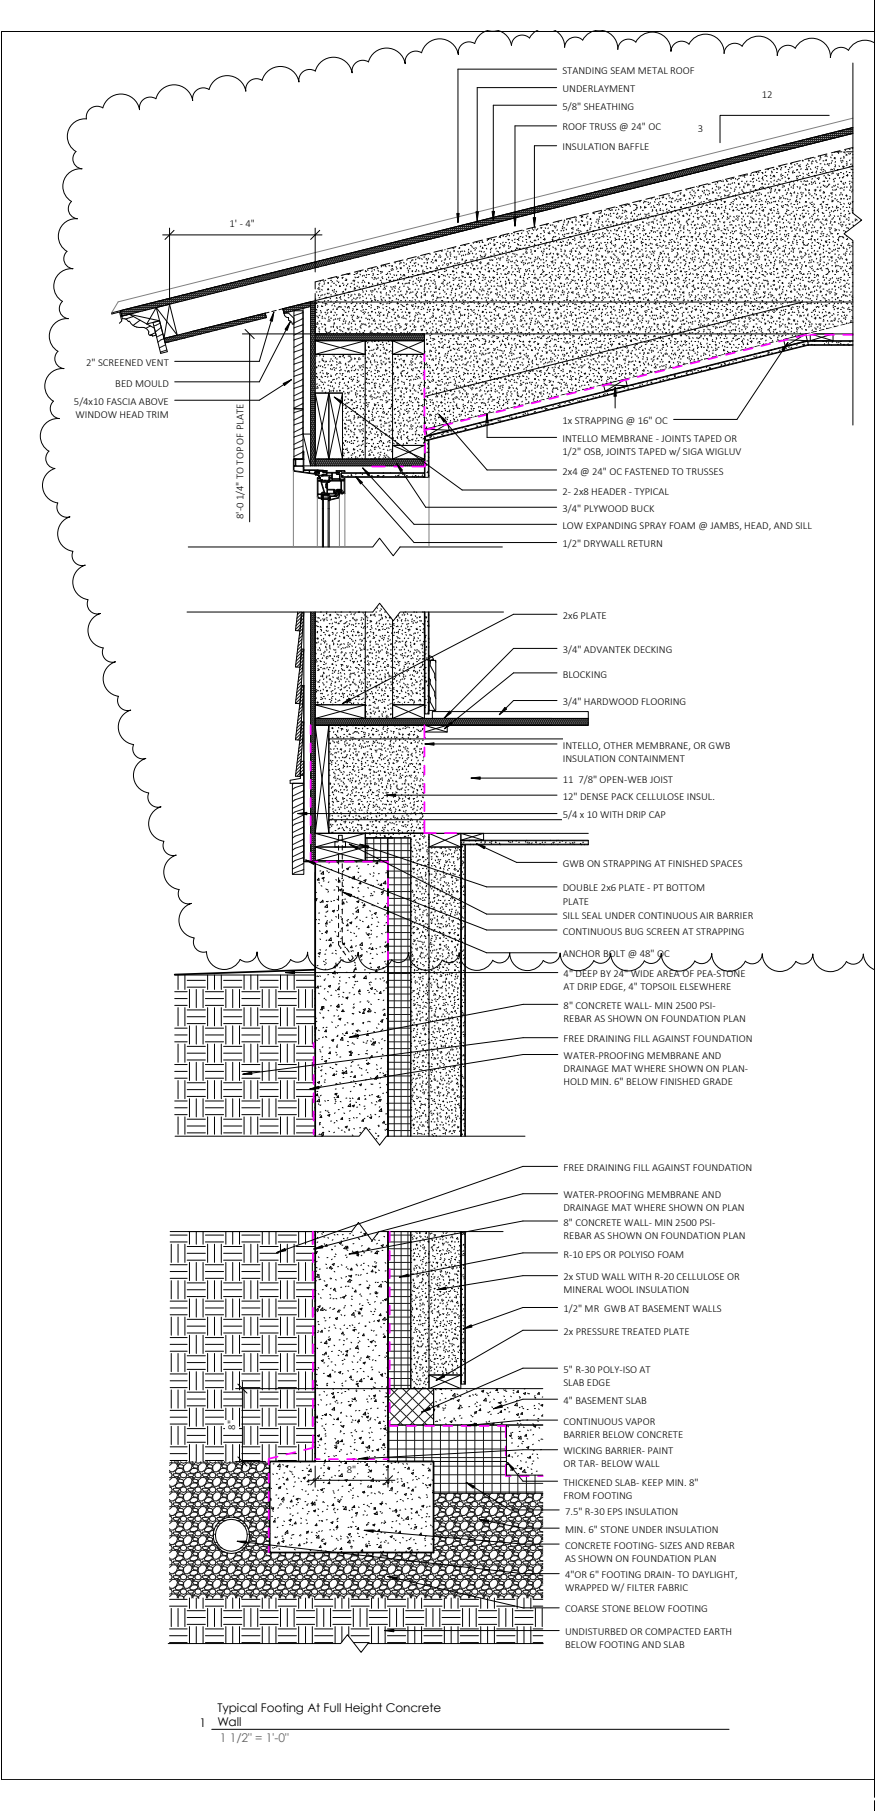 STANDING SEAM METAL ROOF
UNDERLAYMENT
5/8" SHEATHING
ROOF TRUSS @ 24" OC
INSULATION BAFFLE
12
3
1' - 4"
2" SCREENED VENT
BED MOULD
5/4x10 FASCIA ABOVE
WINDOW HEAD TRIM
8'-0 1/4" TO TOP OF PLATE
1x STRAPPING @ 16" OC
INTELLO MEMBRANE - JOINTS TAPED OR
1/2" OSB, JOINTS TAPED w/ SIGA WIGLUV
2x4 @ 24" OC FASTENED TO TRUSSES
2- 2x8 HEADER - TYPICAL
3/4" PLYWOOD BUCK
LOW EXPANDING SPRAY FOAM @ JAMBS, HEAD, AND SILL
1/2" DRYWALL RETURN
2x6 PLATE
3/4" ADVANTEK DECKING
BLOCKING
3/4" HARDWOOD FLOORING
INTELLO, OTHER MEMBRANE, OR GWB
INSULATION CONTAINMENT
11 7/8" OPEN-WEB JOIST
12" DENSE PACK CELLULOSE INSUL.
5/4 x 10 WITH DRIP CAP
GWB ON STRAPPING AT FINISHED SPACES
DOUBLE 2x6 PLATE - PT BOTTOM
PLATE
SILL SEAL UNDER CONTINUOUS AIR BARRIER
CONTINUOUS BUG SCREEN AT STRAPPING
ANCHOR BOLT @ 48" OC
4" DEEP BY 24" WIDE AREA OF PEA-STONE
AT DRIP EDGE, 4" TOPSOIL ELSEWHERE
8" CONCRETE WALL- MIN 2500 PSI-
REBAR AS SHOWN ON FOUNDATION PLAN
FREE DRAINING FILL AGAINST FOUNDATION
WATER-PROOFING MEMBRANE AND
DRAINAGE MAT WHERE SHOWN ON PLAN-
HOLD MIN. 6" BELOW FINISHED GRADE
FREE DRAINING FILL AGAINST FOUNDATION
WATER-PROOFING MEMBRANE AND
DRAINAGE MAT WHERE SHOWN ON PLAN
8" CONCRETE WALL- MIN 2500 PSI-
REBAR AS SHOWN ON FOUNDATION PLAN
R-10 EPS OR POLYISO FOAM
2x STUD WALL WITH R-20 CELLULOSE OR
MINERAL WOOL INSULATION
1/2" MR GWB AT BASEMENT WALLS
2x PRESSURE TREATED PLATE
5" R-30 POLY-ISO AT
SLAB EDGE
4" BASEMENT SLAB
8"
CONTINUOUS VAPOR
BARRIER BELOW CONCRETE
WICKING BARRIER- PAINT
OR TAR- BELOW WALL
8"
THICKENED SLAB- KEEP MIN. 8"
FROM FOOTING
7.5" R-30 EPS INSULATION
MIN. 6" STONE UNDER INSULATION
CONCRETE FOOTING- SIZES AND REBAR
AS SHOWN ON FOUNDATION PLAN
4"OR 6" FOOTING DRAIN- TO DAYLIGHT,
WRAPPED W/ FILTER FABRIC
COARSE STONE BELOW FOOTING
UNDISTURBED OR COMPACTED EARTH
BELOW FOOTING AND SLAB
Typical Footing At Full Height Concrete
1 Wall
1 1/2" = 1'-0"